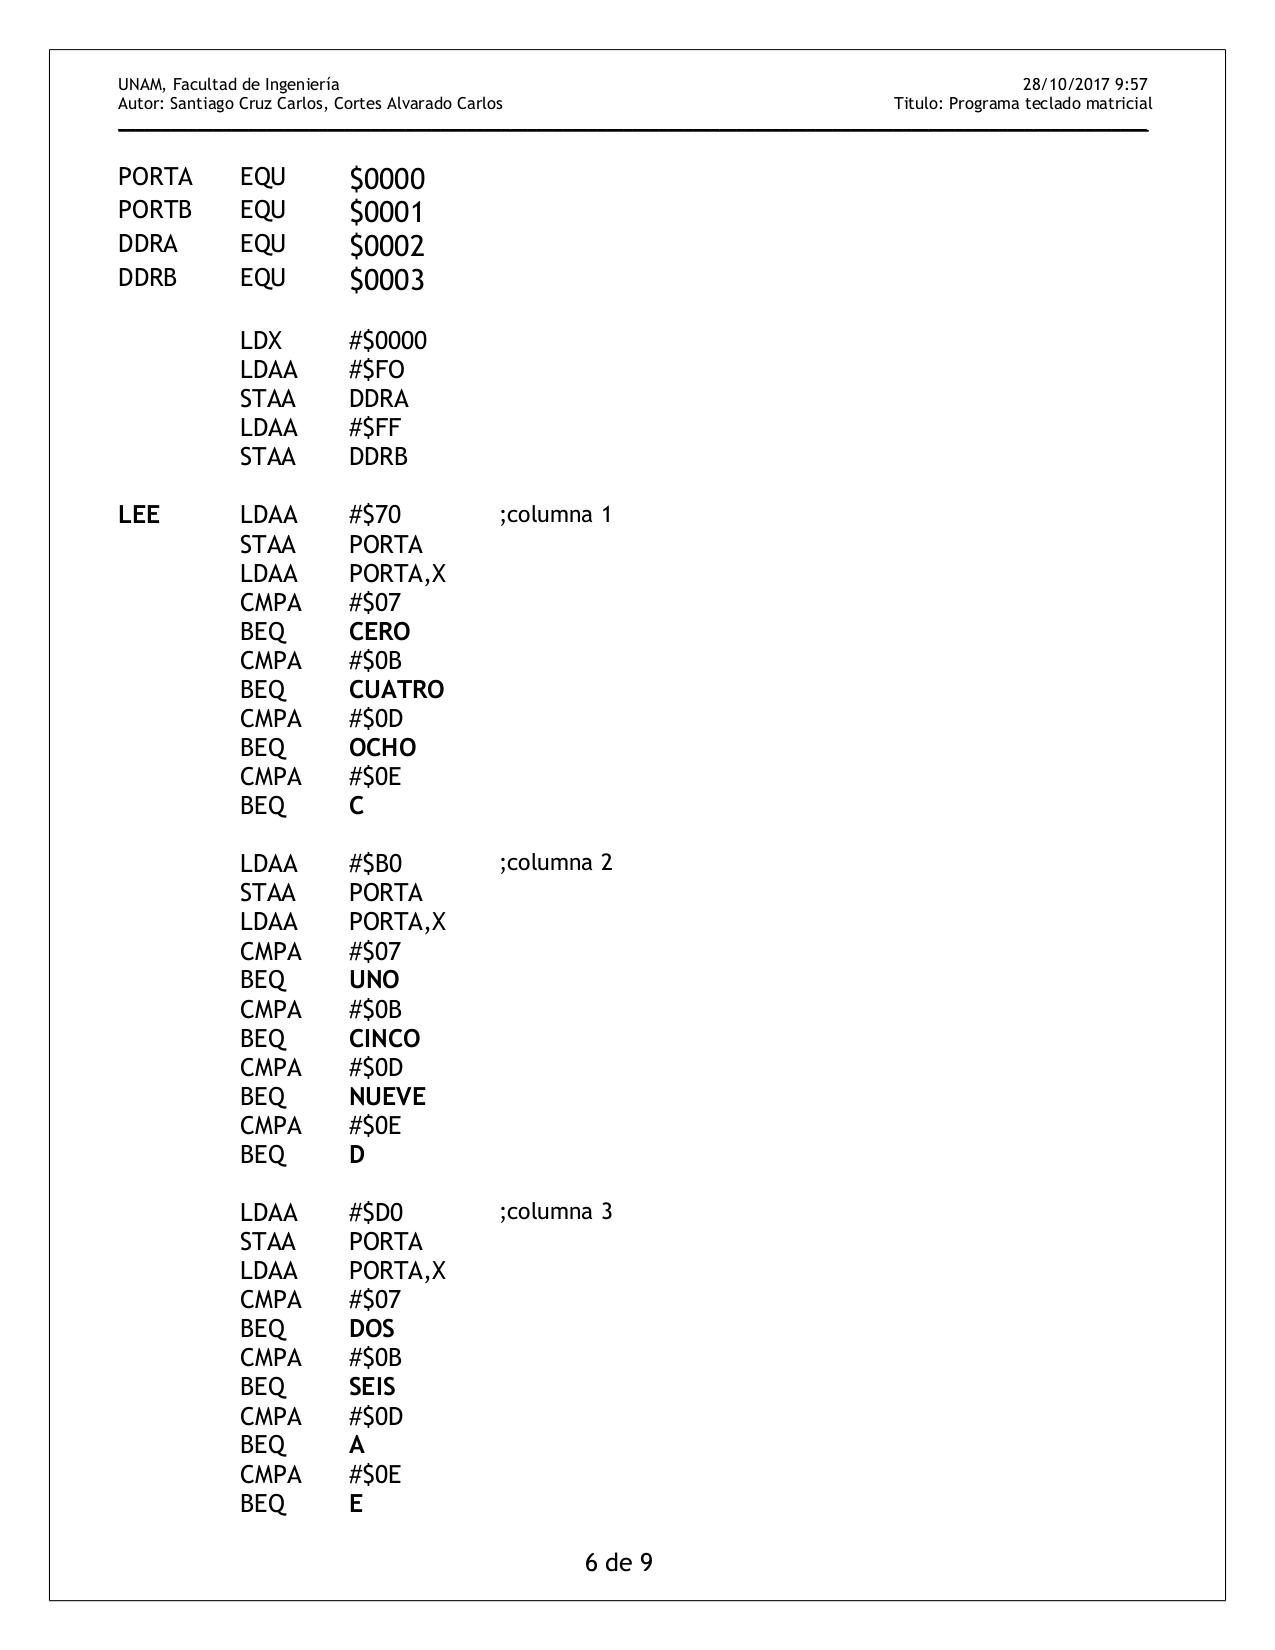 UNAM, Facultad de Ingeniería 28/10/2017 9:57
Autor: Santiago Cruz Carlos, Cortes Alvarado Carlos Titulo: Programa teclado matricial
PORTA EQU $0000
PORTB EQU $0001
DDRA EQU $0002
DDRB EQU $0003
LDX #$0000
LDAA #$FO
STAA DDRA
LDAA #$FF
STAA DDRB
LEE LDAA #$70 ;columna 1
STAA PORTA
LDAA PORTA,X
CMPA #$07
BEQ CERO
CMPA #$0B
BEQ CUATRO
CMPA #$0D
BEQ OCHO
CMPA #$0E
BEQ C
LDAA #$B0 ;columna 2
STAA PORTA
LDAA PORTA,X
CMPA #$07
BEQ UNO
CMPA #$0B
BEQ CINCO
CMPA #$0D
BEQ NUEVE
CMPA #$0E
BEQ D
LDAA #$D0 ;columna 3
STAA PORTA
LDAA PORTA,X
CMPA #$07
BEQ DOS
CMPA #$0B
BEQ SEIS
CMPA #$0D
BEQ A
CMPA #$0E
BEQ E
6 de 9